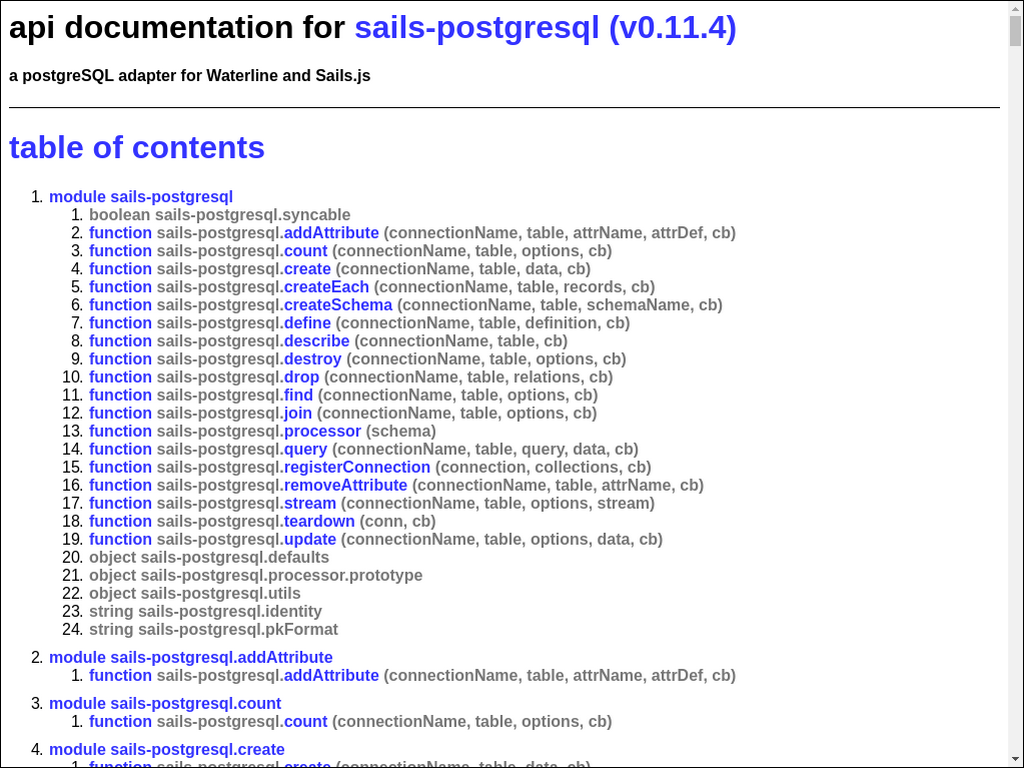 api documentation for sails-postgresql (v0.11.4)
a postgreSQL adapter for Waterline and Sails.js
table of contents
1. module sails-postgresql
1. boolean sails-postgresql.syncable
2. function sails-postgresql.addAttribute (connectionName, table, attrName, attrDef, cb)
3. function sails-postgresql.count (connectionName, table, options, cb)
4. function sails-postgresql.create (connectionName, table, data, cb)
5. function sails-postgresql.createEach (connectionName, table, records, cb)
6. function sails-postgresql.createSchema (connectionName, table, schemaName, cb)
7. function sails-postgresql.define (connectionName, table, definition, cb)
8. function sails-postgresql.describe (connectionName, table, cb)
9. function sails-postgresql.destroy (connectionName, table, options, cb)
10. function sails-postgresql.drop (connectionName, table, relations, cb)
11. function sails-postgresql.find (connectionName, table, options, cb)
12. function sails-postgresql.join (connectionName, table, options, cb)
13. function sails-postgresql.processor (schema)
14. function sails-postgresql.query (connectionName, table, query, data, cb)
15. function sails-postgresql.registerConnection (connection, collections, cb)
16. function sails-postgresql.removeAttribute (connectionName, table, attrName, cb)
17. function sails-postgresql.stream (connectionName, table, options, stream)
18. function sails-postgresql.teardown (conn, cb)
19. function sails-postgresql.update (connectionName, table, options, data, cb)
20. object sails-postgresql.defaults
21. object sails-postgresql.processor.prototype
22. object sails-postgresql.utils
23. string sails-postgresql.identity
24. string sails-postgresql.pkFormat
2. module sails-postgresql.addAttribute
1. function sails-postgresql.addAttribute (connectionName, table, attrName, attrDef, cb)
3. module sails-postgresql.count
1. function sails-postgresql.count (connectionName, table, options, cb)
4. module sails-postgresql.create
1. function sails-postgresql.create (connectionName, table, data, cb)